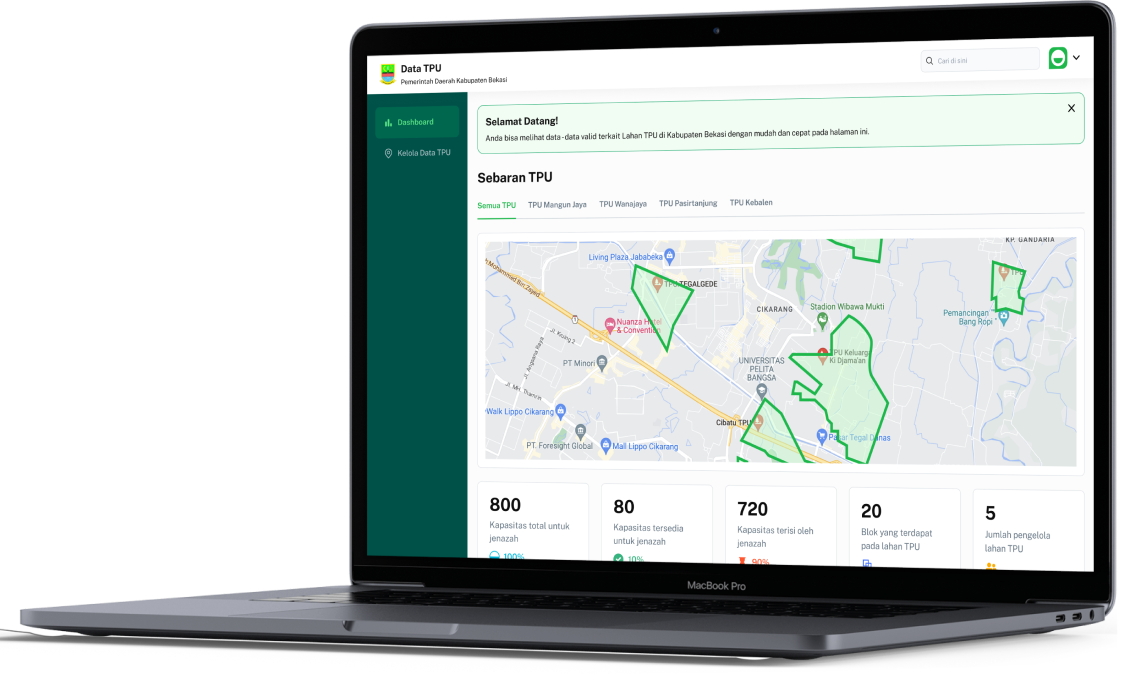 Data TPU
Pemerintah Daerah Kabupaten Bekasi
Cari di sini
Dashboard
Kelola Data TPU
Selamat Datang!
Anda bisa melihat data-data valid terkait Lahan TPU di Kabupaten Bekasi dengan mudah dan cepat pada halaman ini.
X
Sebaran TPU
Semua TPU TPU Mangun Jaya TPU Wanajaya TPU Pasirtanjung TPU Kebalen
KP. GANDARIA
Living Plaza Jababeka
TPU TEGALGEDE
TPU
CIKARANG
Stadion Wibawa Mukti
Pemancingan
Bang Ropi
Nuanza Hotel
& Convention
TPU Keluarga
Ki Djama'an
PT Minori
UNIVERSITAS
PELITA
BANGSA
Jl. MH. Thamrin
Walk Lippo Cikarang
Cibatu TPU
Pasar Tegal Danas
PT. Foresight Global
Mall Lippo Cikarang
800
Kapasitas total untuk
jenazah
100%
80
Kapasitas tersedia
untuk jenazah
10%
720
Kapasitas terisi oleh
jenazah
90%
20
Blok yang terdapat
pada lahan TPU
5
Jumlah pengelola
lahan TPU
MacBook Pro